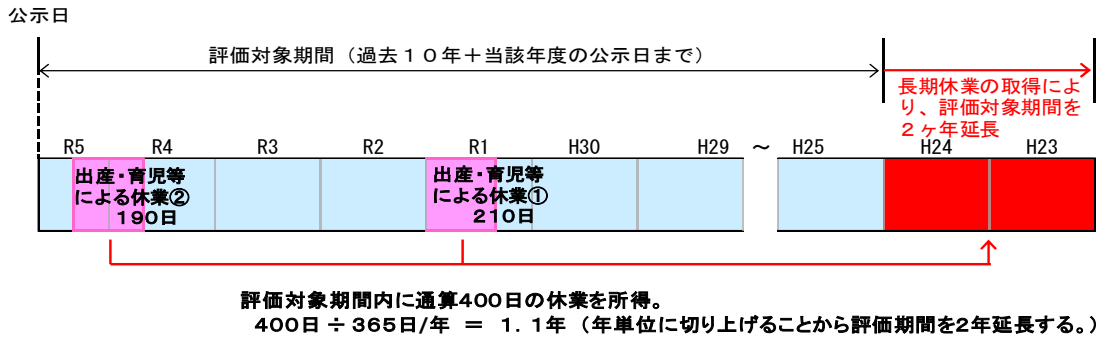 公示日
評価対象期間（過去１０年＋当該年度の公示日まで）
長期休業の取得によ
り、評価対象期間を
２ヶ年延長
R5 R4 R3 R2 R1 H30 H29 ～ H25 H24 H23
出産・育児等
による休業②
190日
出産・育児等
による休業①
210日
評価対象期間内に通算400日の休業を所得。
400日÷365日/年 ＝ 1．1年（年単位に切り上げることから評価期間を2年延長する。）